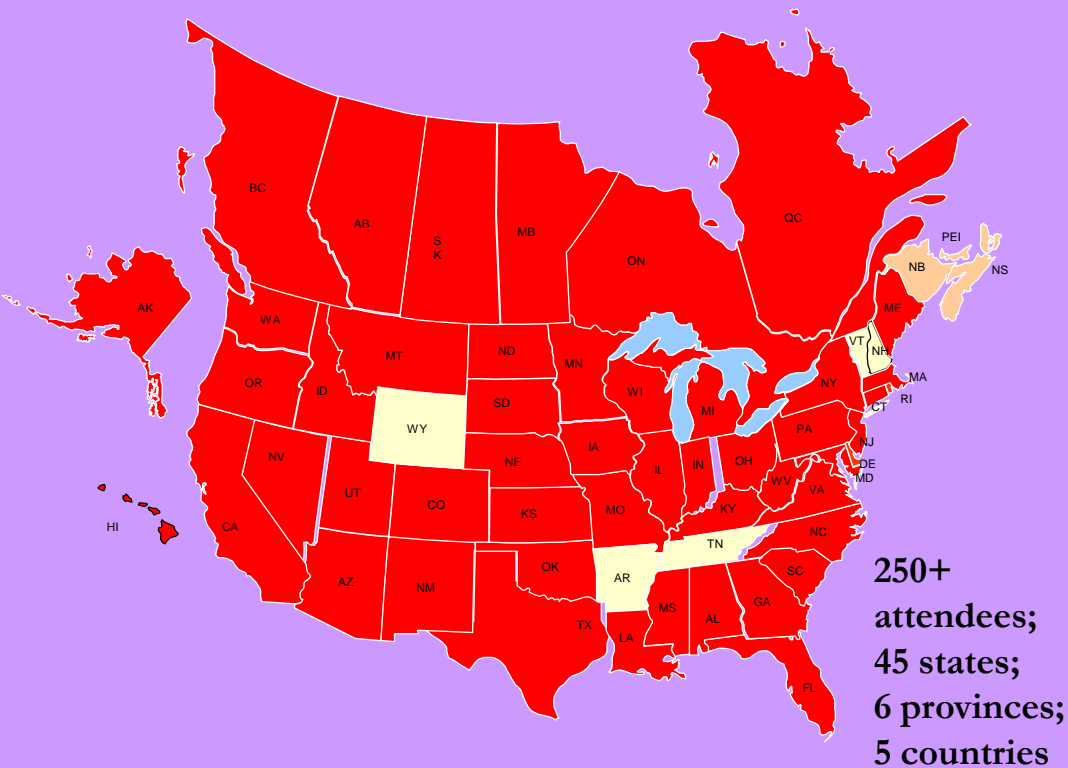 BC
AB
S
K
MB
ON
QC
PEI
NB
NS
AK
WA
MT
ND
MN
ME
VT
NH
OR
ID
SD
WI
MI
NY
MA
RI
CT
WY
PA
NV
NE
IA
IL
IN
OH
NJ
DE
MD
UT
CO
KS
MO
WV
VA
KY
HI
CA
NC
TN
AZ
NM
OK
AR
SC
TX
MS
AL
GA
LA
FL
250+
attendees;
45 states;
6 provinces;
5 countries